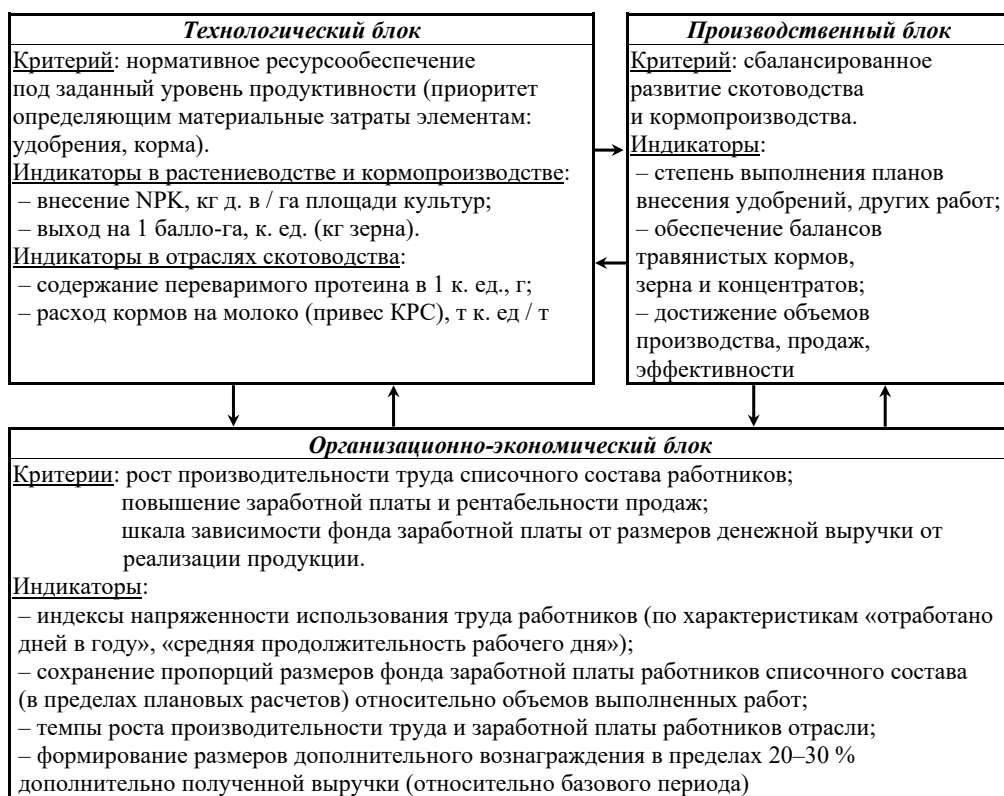 Технологический блок
Критерий: нормативное ресурсообеспечение
под заданный уровень продуктивности (приоритет
определяющим материальные затраты элементам:
удобрения, корма).
Индикаторы в растениеводстве и кормопроизводстве:
– внесение NPK, кг д. в / га площади культур;
– выход на 1 балло-га, к. ед. (кг зерна).
Индикаторы в отраслях скотоводства:
– содержание переваримого протеина в 1 к. ед., г;
– расход кормов на молоко (привес КРС), т к. ед / т
Производственный блок
Критерий: сбалансированное
развитие скотоводства
и кормопроизводства.
Индикаторы:
– степень выполнения планов
внесения удобрений, других работ;
– обеспечение балансов
травянистых кормов,
зерна и концентратов;
– достижение объемов
производства, продаж,
эффективности
Организационно-экономический блок
Критерии: рост производительности труда списочного состава работников;
повышение заработной платы и рентабельности продаж;
шкала зависимости фонда заработной платы от размеров денежной выручки от
реализации продукции.
Индикаторы:
– индексы напряженности использования труда работников (по характеристикам «отработано
дней в году», «средняя продолжительность рабочего дня»);
– сохранение пропорций размеров фонда заработной платы работников списочного состава
(в пределах плановых расчетов) относительно объемов выполненных работ;
– темпы роста производительности труда и заработной платы работников отрасли;
– формирование размеров дополнительного вознаграждения в пределах 20–30 %
дополнительно полученной выручки (относительно базового периода)